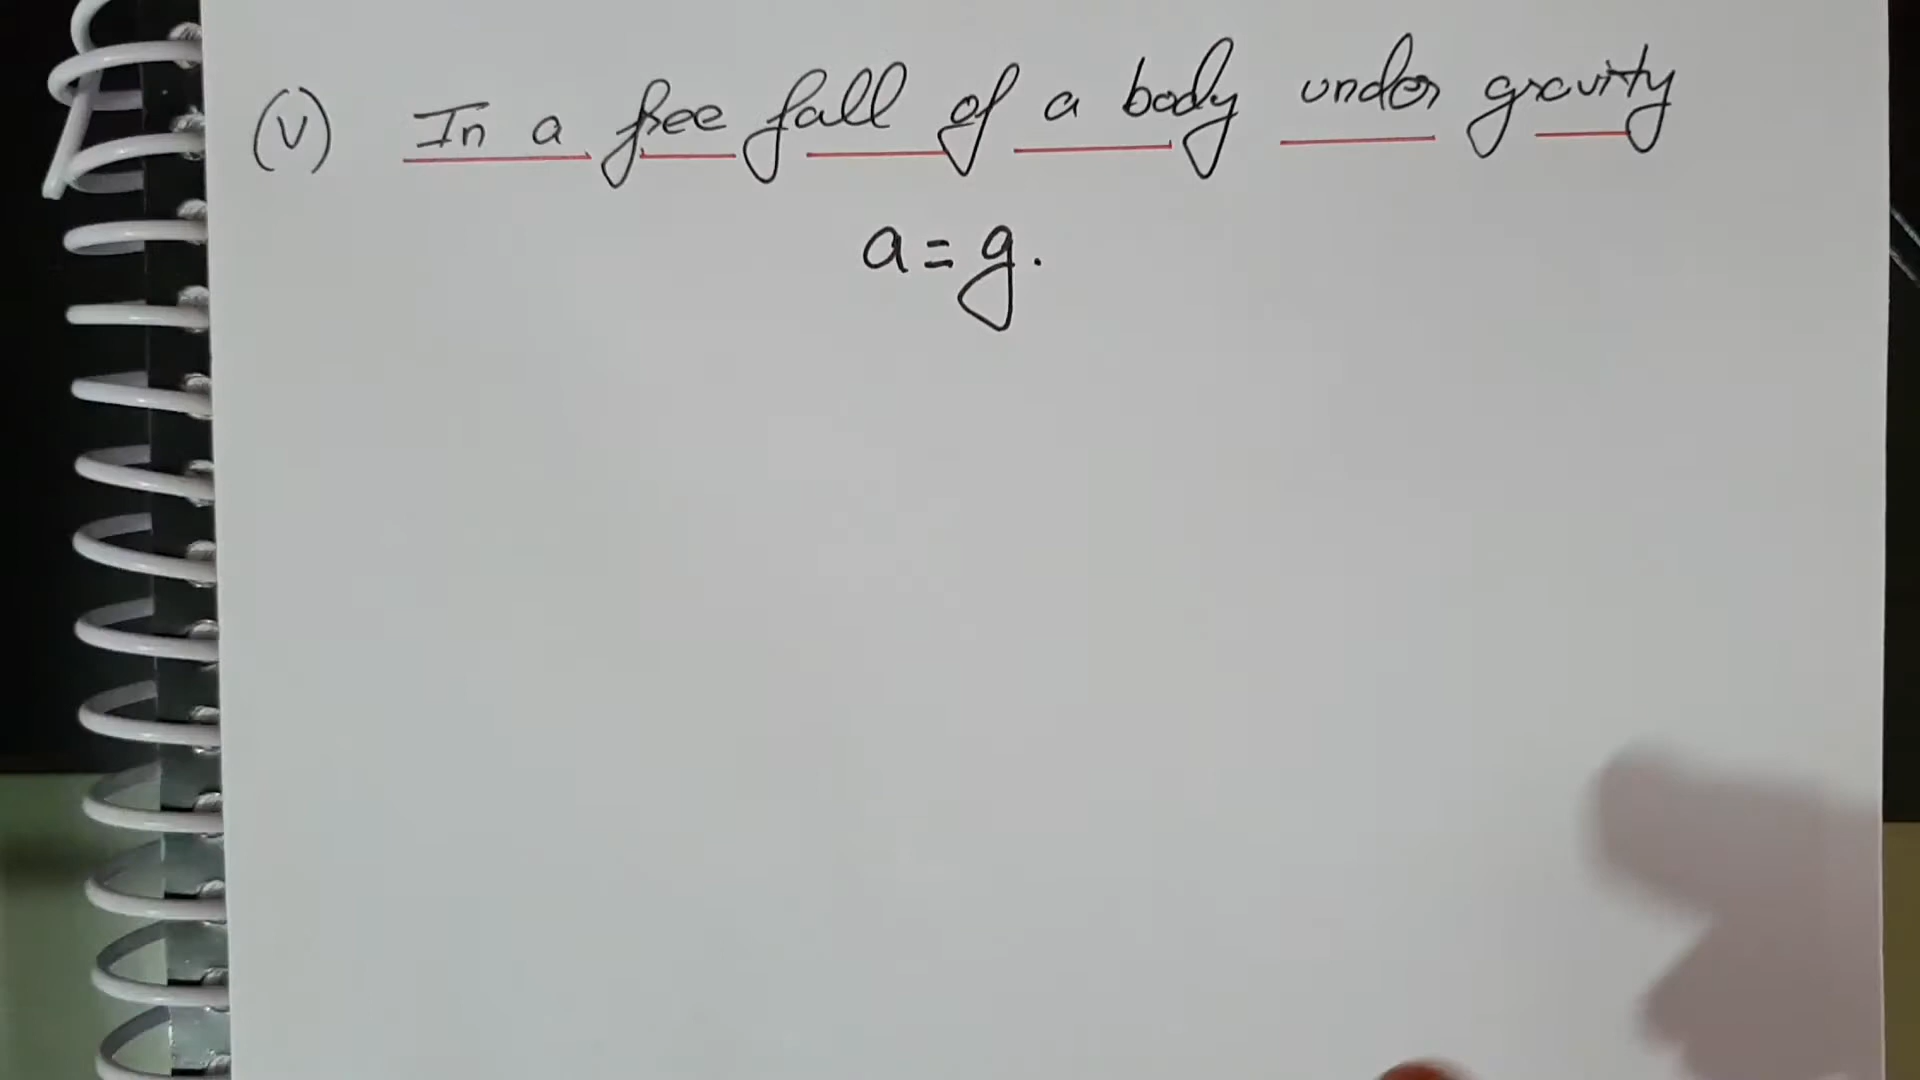 (v) In a free fall of a body under gravity
a = g.